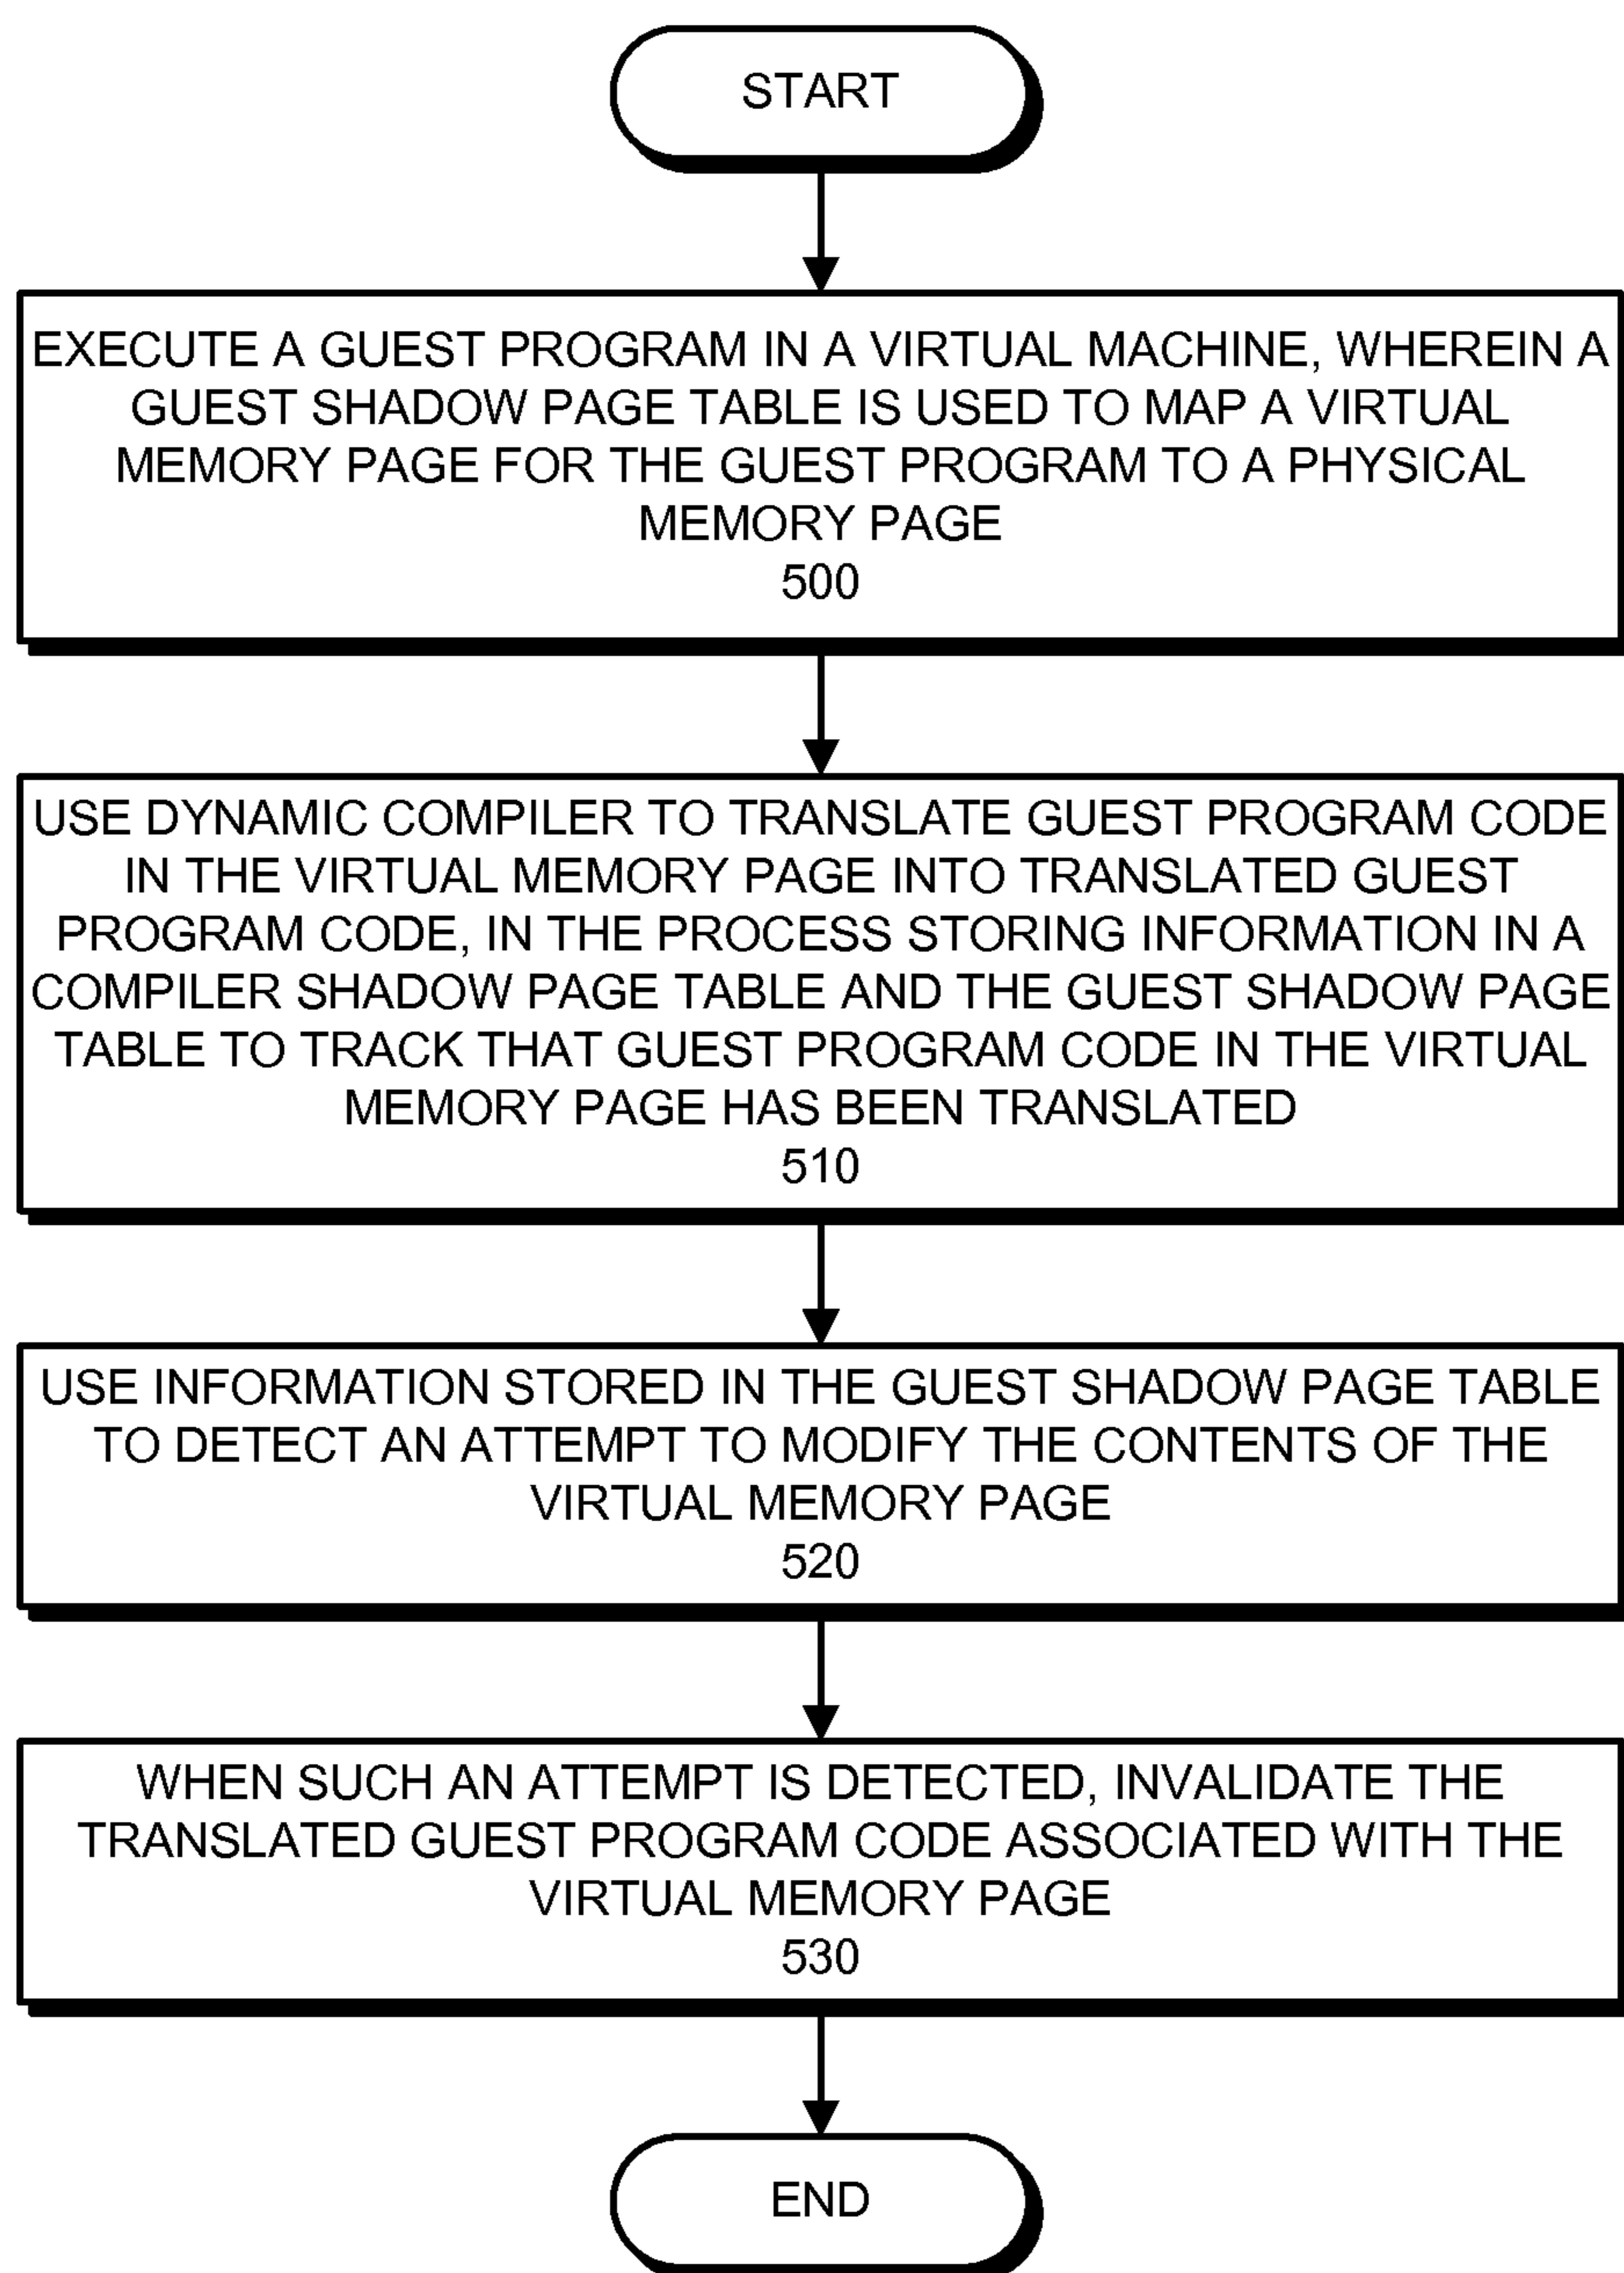 START
EXECUTE A GUEST PROGRAM IN A VIRTUAL MACHINE, WHEREIN A
GUEST SHADOW PAGE TABLE IS USED TO MAP A VIRTUAL
MEMORY PAGE FOR THE GUEST PROGRAM TO A PHYSICAL
MEMORY PAGE
500
USE DYNAMIC COMPILER TO TRANSLATE GUEST PROGRAM CODE
IN THE VIRTUAL MEMORY PAGE INTO TRANSLATED GUEST
PROGRAM CODE, IN THE PROCESS STORING INFORMATION IN A
COMPILER SHADOW PAGE TABLE AND THE GUEST SHADOW PAGE
TABLE TO TRACK THAT GUEST PROGRAM CODE IN THE VIRTUAL
MEMORY PAGE HAS BEEN TRANSLATED
510
USE INFORMATION STORED IN THE GUEST SHADOW PAGE TABLE
TO DETECT AN ATTEMPT TO MODIFY THE CONTENTS OF THE
VIRTUAL MEMORY PAGE
520
WHEN SUCH AN ATTEMPT IS DETECTED, INVALIDATE THE
TRANSLATED GUEST PROGRAM CODE ASSOCIATED WITH THE
VIRTUAL MEMORY PAGE
530
END